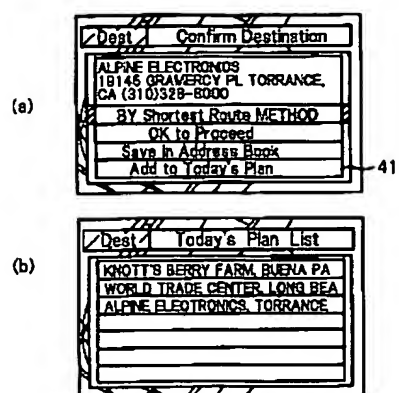 (a)
Dest Confirm Destination
ALPINE ELECTRONICS
19145 GRAMERCY PL TORRANCE,
CA (310)328-8000
BY Shortest Route METHOD
OK to Proceed
Save in Address Book
Add to Today's Plan
41
(b)
Dest Today's Plan List
KNOTT'S BERRY FARM, BUENA PA
WORLD TRADE CENTER, LONG BEA
ALPINE ELECTRONICS, TORRANCE,